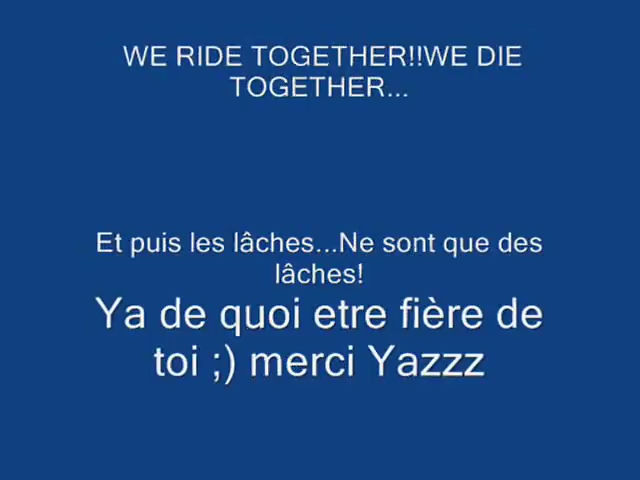 WE RIDE TOGETHER!!WE DIE
TOGETHER...
Et puis les lâches...Ne sont que des
lâches!
Ya de quoi etre fière de
toi ;) merci Yazzz